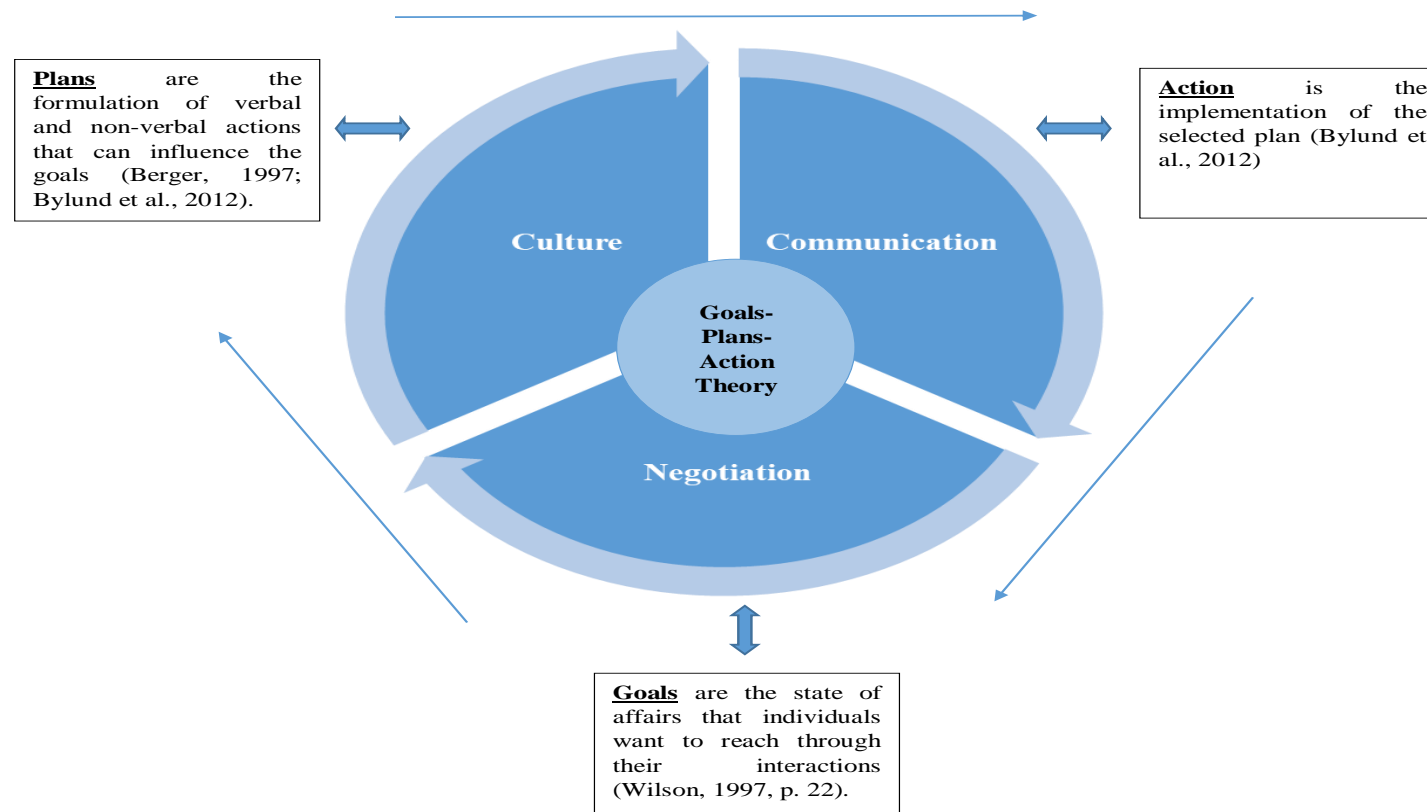 Plans are the
formulation of verbal
and non-verbal actions
that can influence the
goals (Berger, 1997;
Bylund et al., 2012).
Action is the
implementation of the
selected plan (Bylund et
al., 2012)
Culture
Communication
Goals-
Plans-
Action
Theory
Negotiation
Goals are the state of
affairs that individuals
want to reach through
their interactions
(Wilson, 1997, p. 22).